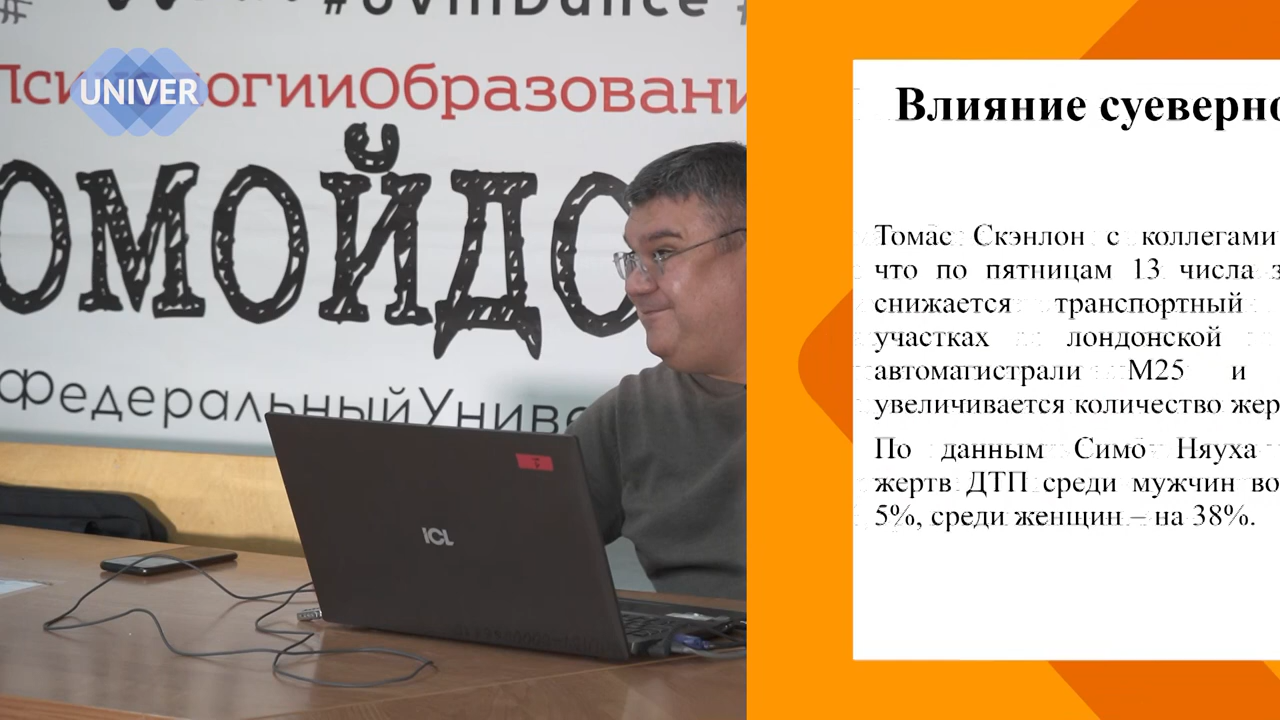 UNIVER
ПсихологииОбразовани
ОМОЙДО
ФедеральныйУниве
ICL
Влияние суеверно
Томас Скэнлон с коллегами
что по пятницам 13 числа з
снижается транспортный
участках лондонской
автомагистрали М25 и
увеличивается количество жер
По данным Симо Няуха
жертв ДТП среди мужчин во
5%, среди женщин – на 38%.